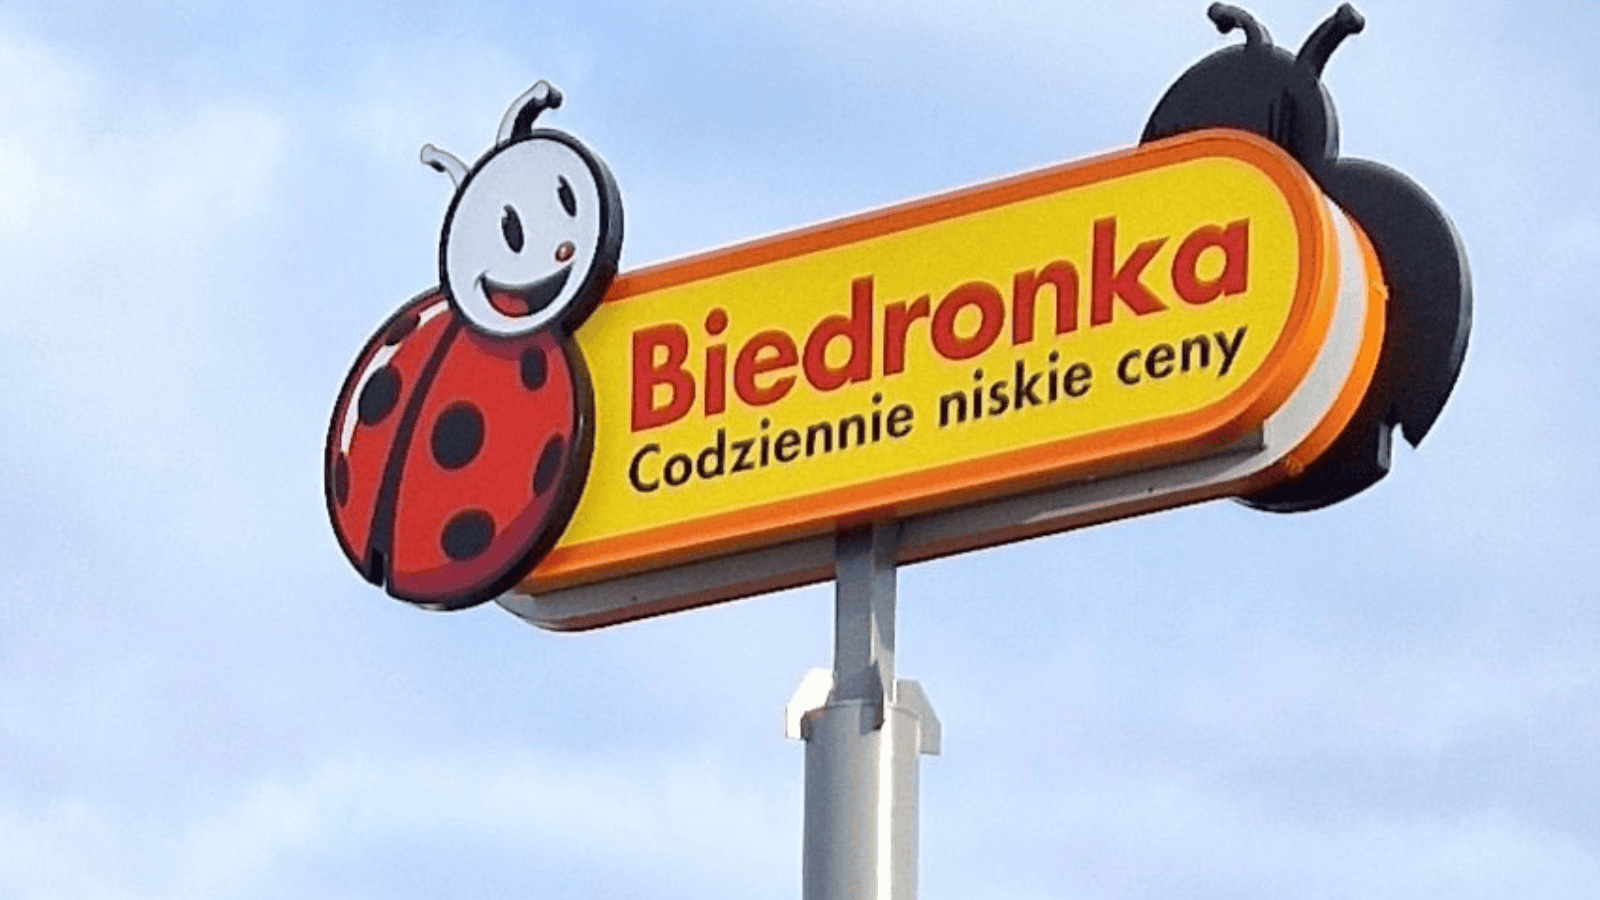 Biedronka
Codziennie niskie ceny